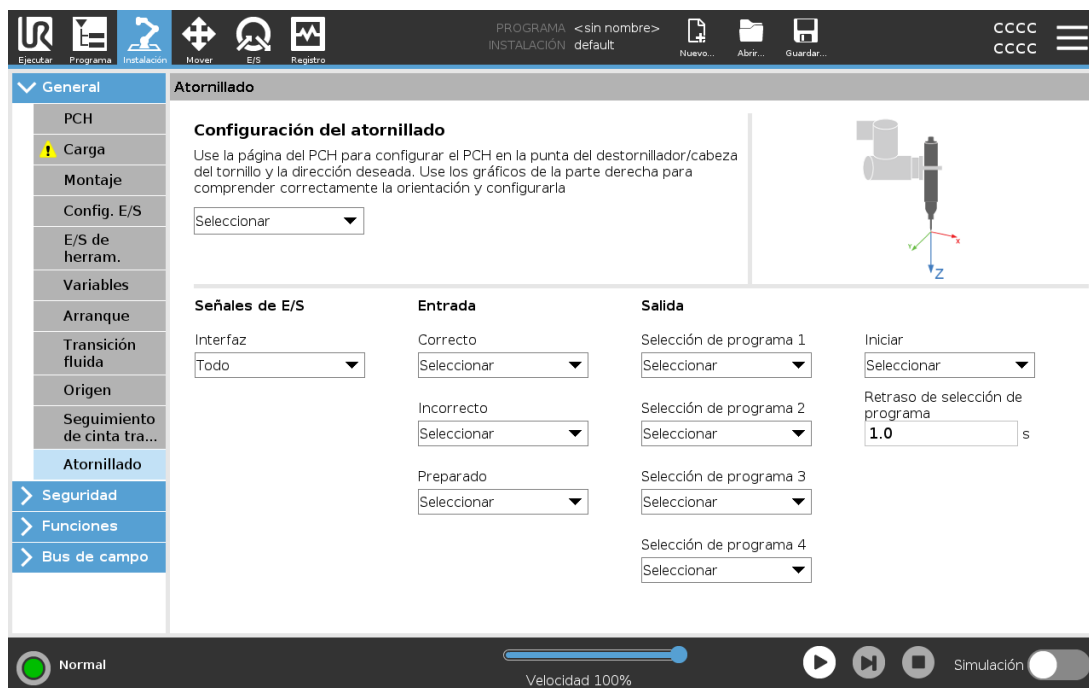 UR
Ejecutar
Programa
Instalación
Mover
E/S
Registro
PROGRAMA <sin nombre>
INSTALACIÓN default
Nuevo...
Abrir...
Guardar...
CCCC
CCCC
General
PCH
Carga
Montaje
Config. E/S
E/S de
herram.
Variables
Arranque
Transición
fluida
Origen
Seguimiento
de cinta tra...
Atornillado
Seguridad
Funciones
Bus de campo
Atornillado
Configuración del atornillado
Use la página del PCH para configurar el PCH en la punta del destornillador/cabeza
del tornillo y la dirección deseada. Use los gráficos de la parte derecha para
comprender correctamente la orientación y configurarla
Seleccionar
Y
X
Z
Señales de E/S
Interfaz
Todo
Entrada
Correcto
Seleccionar
Incorrecto
Seleccionar
Preparado
Seleccionar
Salida
Selección de programa 1
Seleccionar
Selección de programa 2
Seleccionar
Selección de programa 3
Seleccionar
Selección de programa 4
Seleccionar
Iniciar
Seleccionar
Retraso de selección de
programa
1.0 s
Normal
Velocidad 100%
Simulación